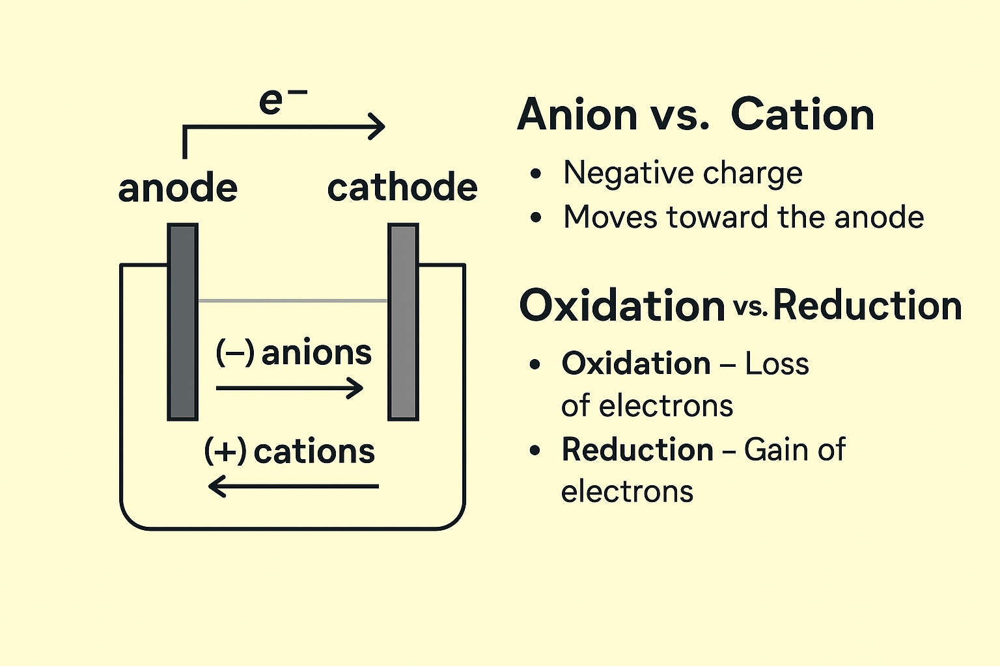 e⁻
anode
cathode
(–) anions
(+) cations
Anion vs. Cation
• Negative charge
• Moves toward the anode
Oxidation vs. Reduction
• Oxidation – Loss
of electrons
• Reduction – Gain of
electrons